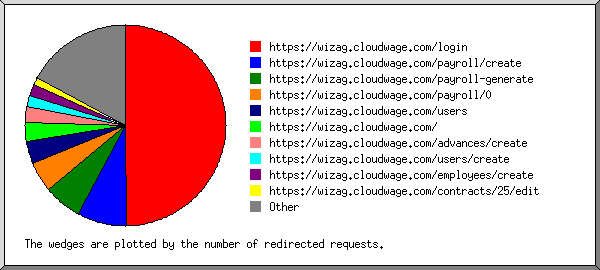 https://wizag.cloudwage.com/login
https://wizag.cloudwage.com/payroll/create
https://wizag.cloudwage.com/payroll-generate
https://wizag.cloudwage.com/payroll/0
https://wizag.cloudwage.com/users
https://wizag.cloudwage.com/
https://wizag.cloudwage.com/advances/create
https://wizag.cloudwage.com/users/create
https://wizag.cloudwage.com/employees/create
https://wizag.cloudwage.com/contracts/25/edit
Other
The wedges are plotted by the number of redirected requests.